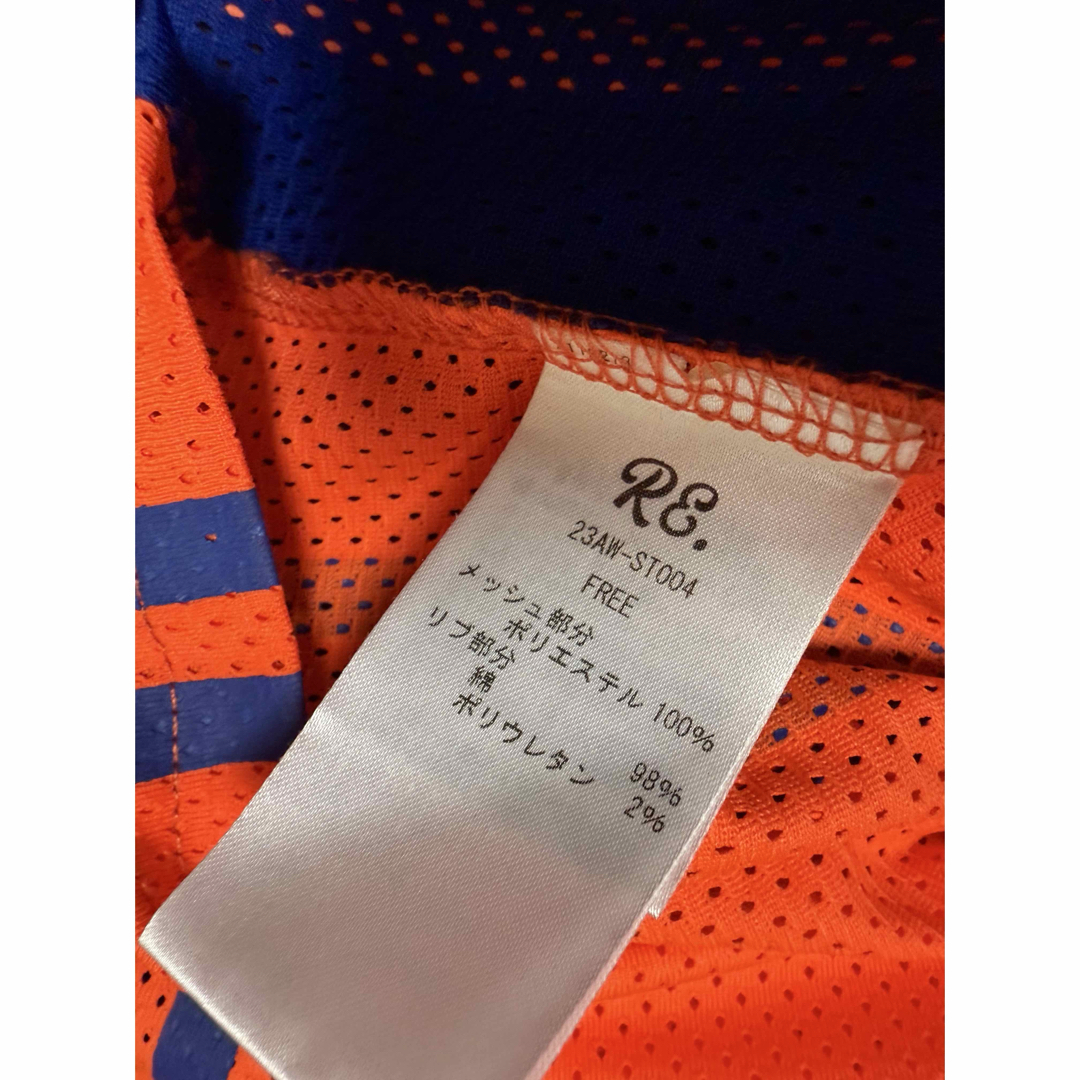 RE.
23AW-ST004
FREE
メッシュ部分
ポリエステル 100%
リブ部分
綿 98%
ポリウレタン 2%